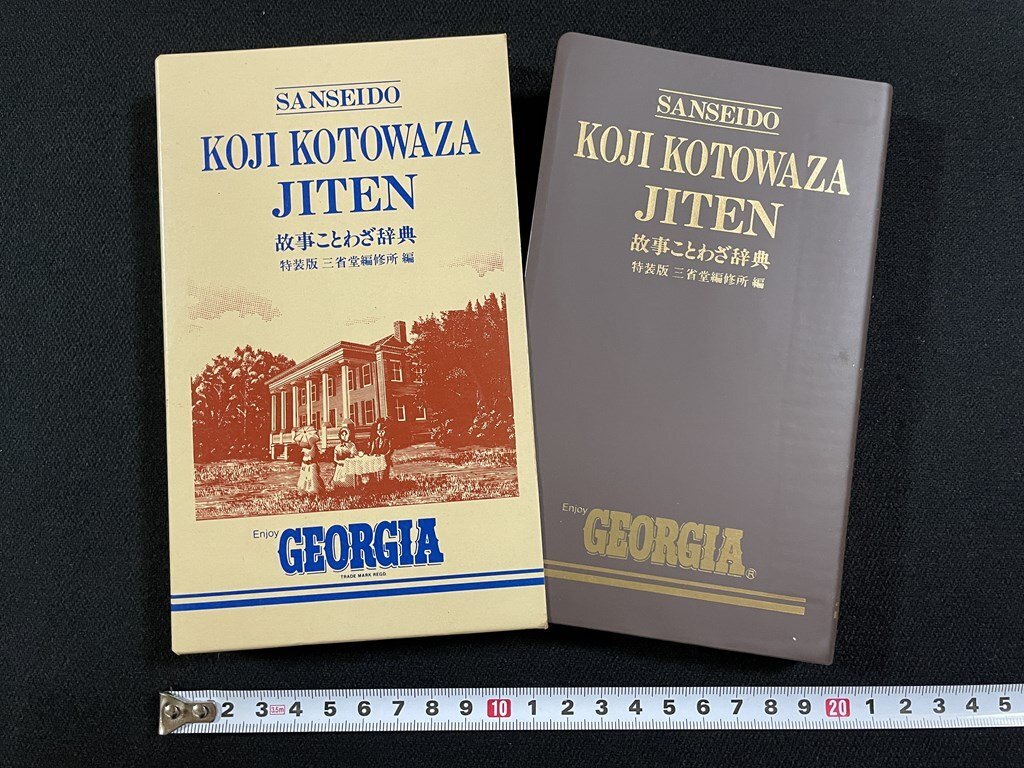 SANSEIDO
KOJI KOTOWAZA
JITEN
故事ことわざ辞典
特装版 三省堂編修所 編
Enjoy GEORGIA
TRADE MARK REGD
SANSEIDO
KOJI KOTOWAZA
JITEN
故事ことわざ辞典
特装版 三省堂編修所 編
Enjoy GEORGIA ®
2 3 3.5m 4 5 6 7 8 9 10 1 2 3 4 5 6 7 8 9 20 1 2 3 4 5